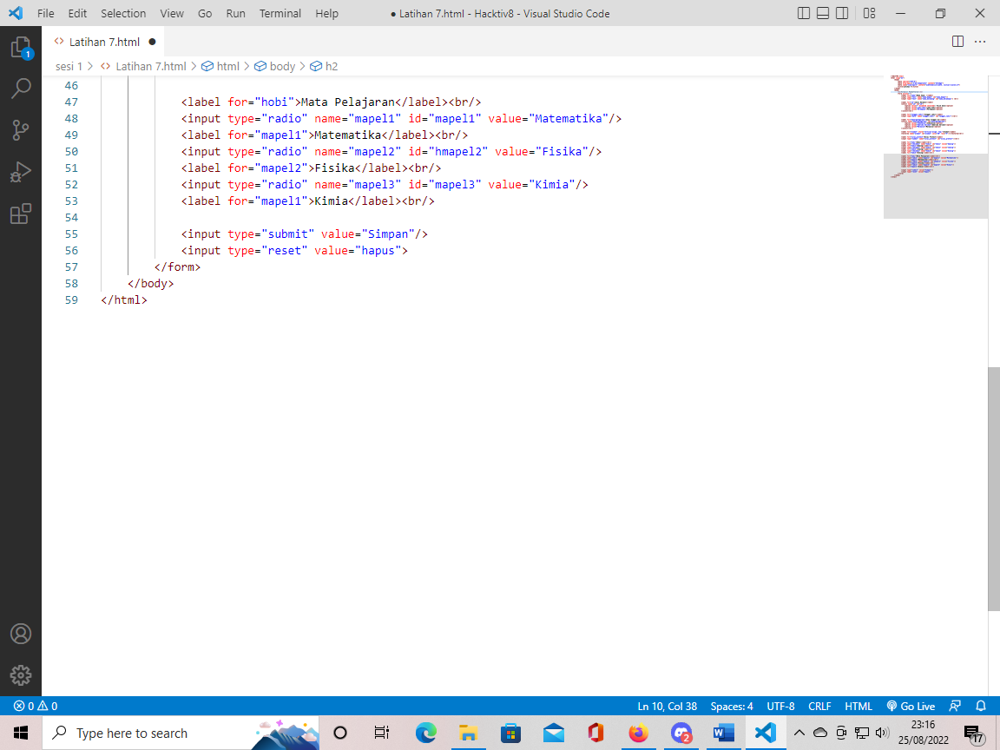 File Edit Selection View Go Run Terminal Help ● Latihan 7.html - Hacktiv8 - Visual Studio Code
1
<> Latihan 7.html ●
sesi 1 > <> Latihan 7.html > html > body > h2
46
47 <label for="hobi">Mata Pelajaran</label><br/>
48 <input type="radio" name="mapel1" id="mapel1" value="Matematika"/>
49 <label for="mapel1">Matematika</label><br/>
50 <input type="radio" name="mapel2" id="hmapel2" value="Fisika"/>
51 <label for="mapel2">Fisika</label><br/>
52 <input type="radio" name="mapel3" id="mapel3" value="Kimia"/>
53 <label for="mapel1">Kimia</label><br/>
54
55 <input type="submit" value="Simpan"/>
56 <input type="reset" value="hapus">
57 </form>
58 </body>
59 </html>
0 0 Ln 10, Col 38 Spaces: 4 UTF-8 CRLF HTML Go Live
Type here to search
2
23:16
25/08/2022
17